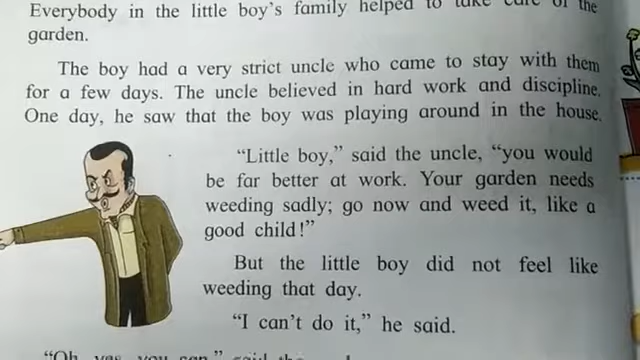 Everybody in the little boy's family helped to take care of the
garden.
The boy had a very strict uncle who came to stay with them
for a few days. The uncle believed in hard work and discipline.
One day, he saw that the boy was playing around in the house.
“Little boy,” said the uncle, “you would
be far better at work. Your garden needs
weeding sadly; go now and weed it, like a
good child!”
But the little boy did not feel like
weeding that day.
“I can't do it,” he said.
“Oh, yes, you can,” said the